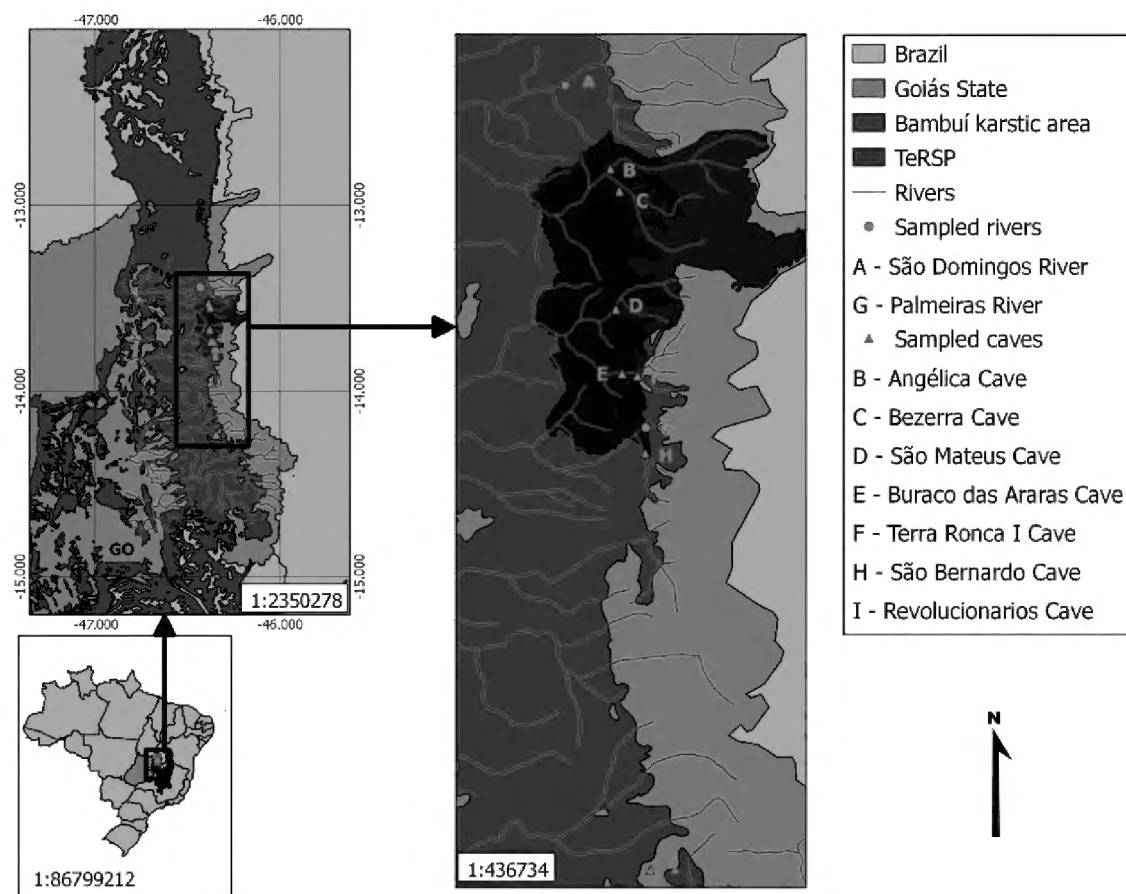 -47.000
-46.000
-13.000
-14.000
-15.000
GO
1:2350278
-47.000
-46.000
-13.000
-14.000
-15.000
1:86799212
A
B
C
D
E
H
1:436734
Brazil
Goiás State
Bambuí karstic area
TeRSP
Rivers
Sampled rivers
A - São Domingos River
G - Palmeiras River
Sampled caves
B - Angélica Cave
C - Bezerra Cave
D - São Mateus Cave
E - Buraco das Araras Cave
F - Terra Ronca I Cave
H - São Bernardo Cave
I - Revolucionarios Cave
N